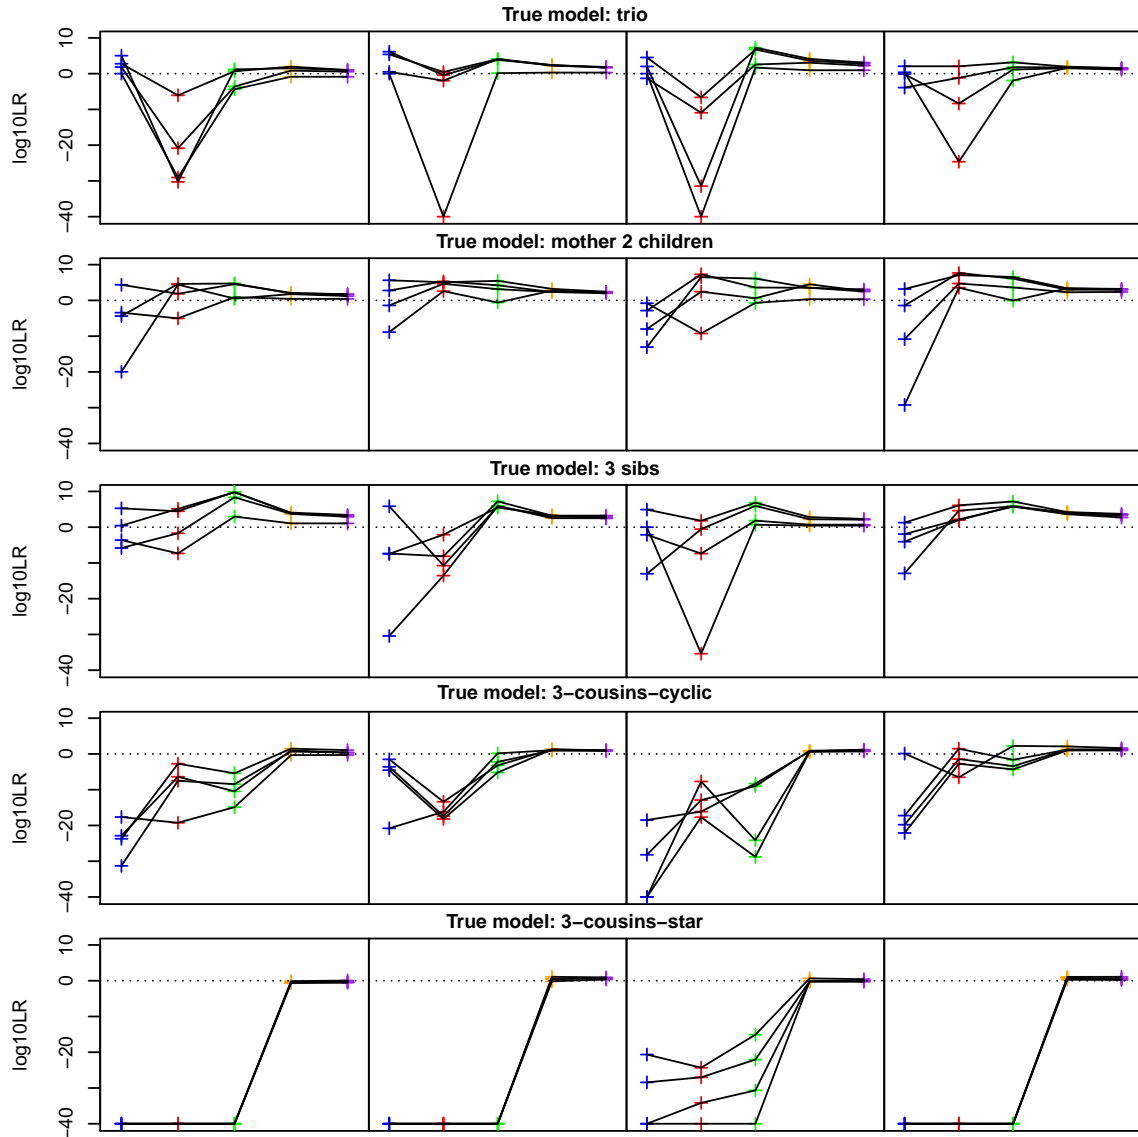 True model: trio
10
0
−20
−40
log10LR
True model: mother 2 children
10
0
−20
−40
log10LR
True model: 3 sibs
10
0
−20
−40
log10LR
True model: 3−cousins−cyclic
10
0
−20
−40
log10LR
True model: 3−cousins−star
10
0
−20
−40
log10LR